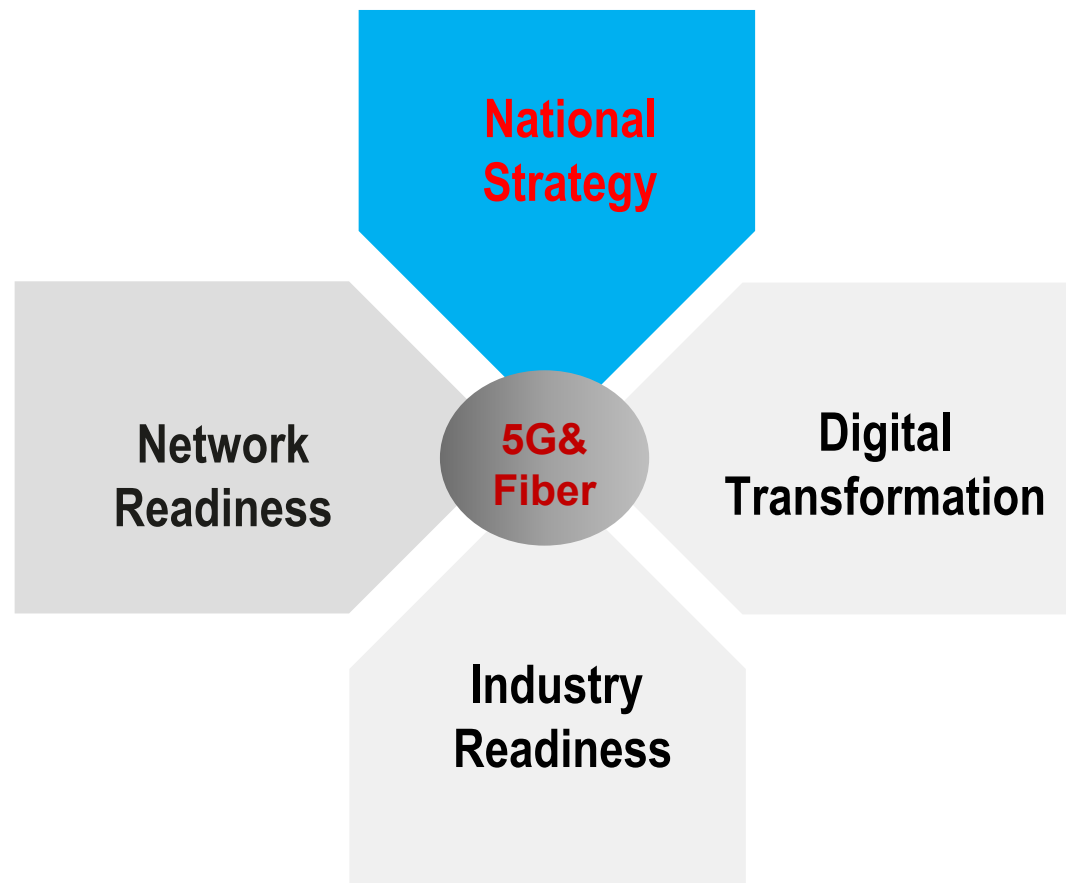 National
Strategy
Network
Readiness
5G&
Fiber
Digital
Transformation
Industry
Readiness